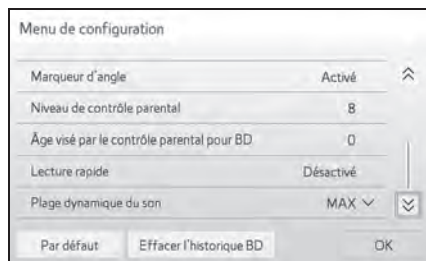 Menu de configuration
Marqueur d'angle Activé
Niveau de contrôle parental 8
Âge visé par le contrôle parental pour BD 0
Lecture rapide Désactivé
Plage dynamique du son MAX
Par défaut Effacer l'historique BD OK